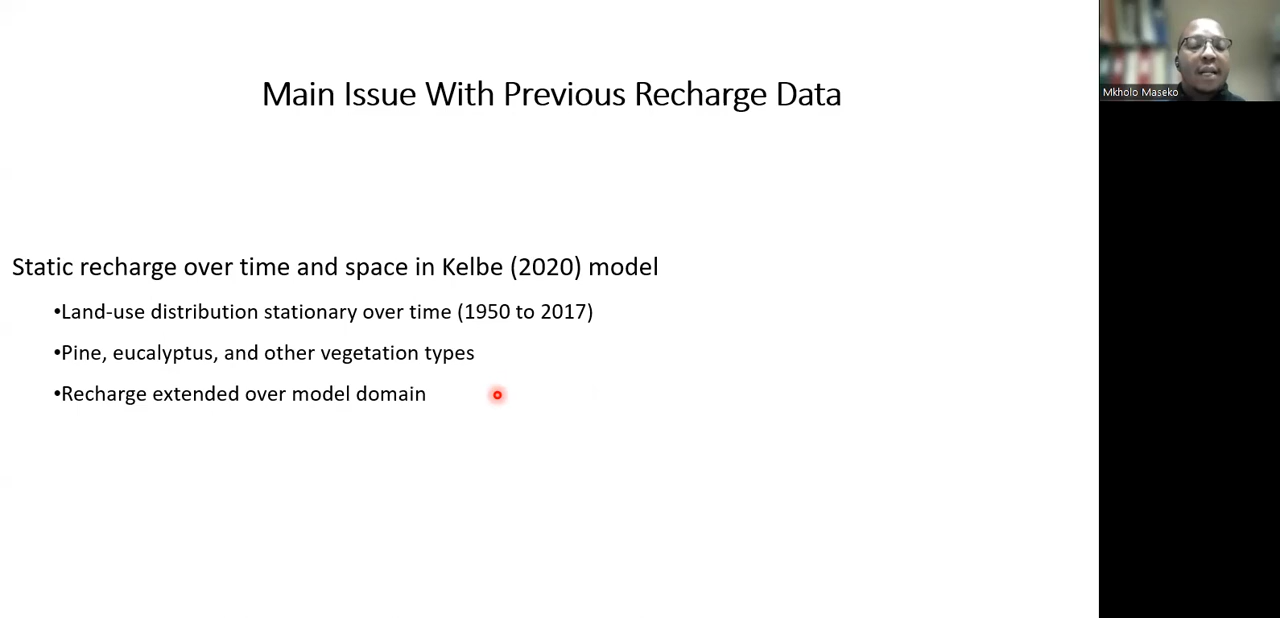 Main Issue With Previous Recharge Data
Mkholo Maseko
Static recharge over time and space in Kelbe (2020) model
•Land-use distribution stationary over time (1950 to 2017)
•Pine, eucalyptus, and other vegetation types
•Recharge extended over model domain